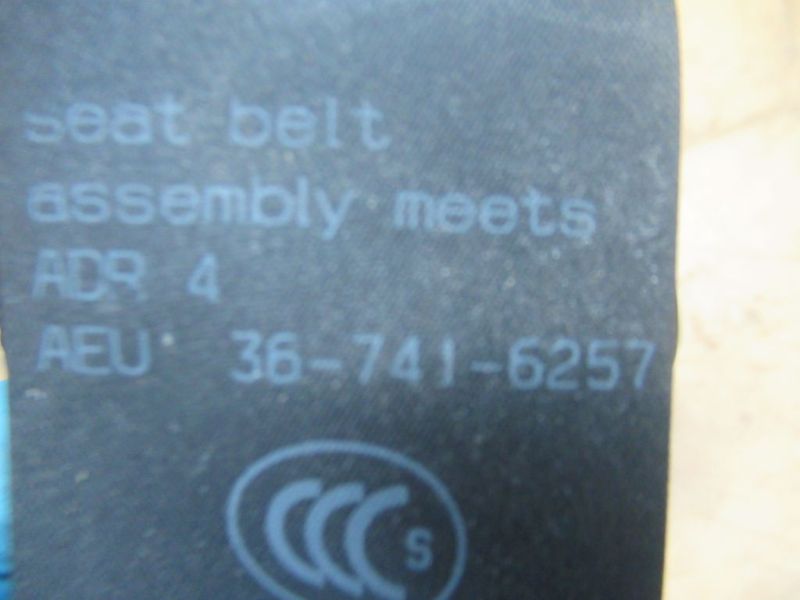 Seat belt
assembly meets
ADR 4
AEU 36-741-6257
CCC S